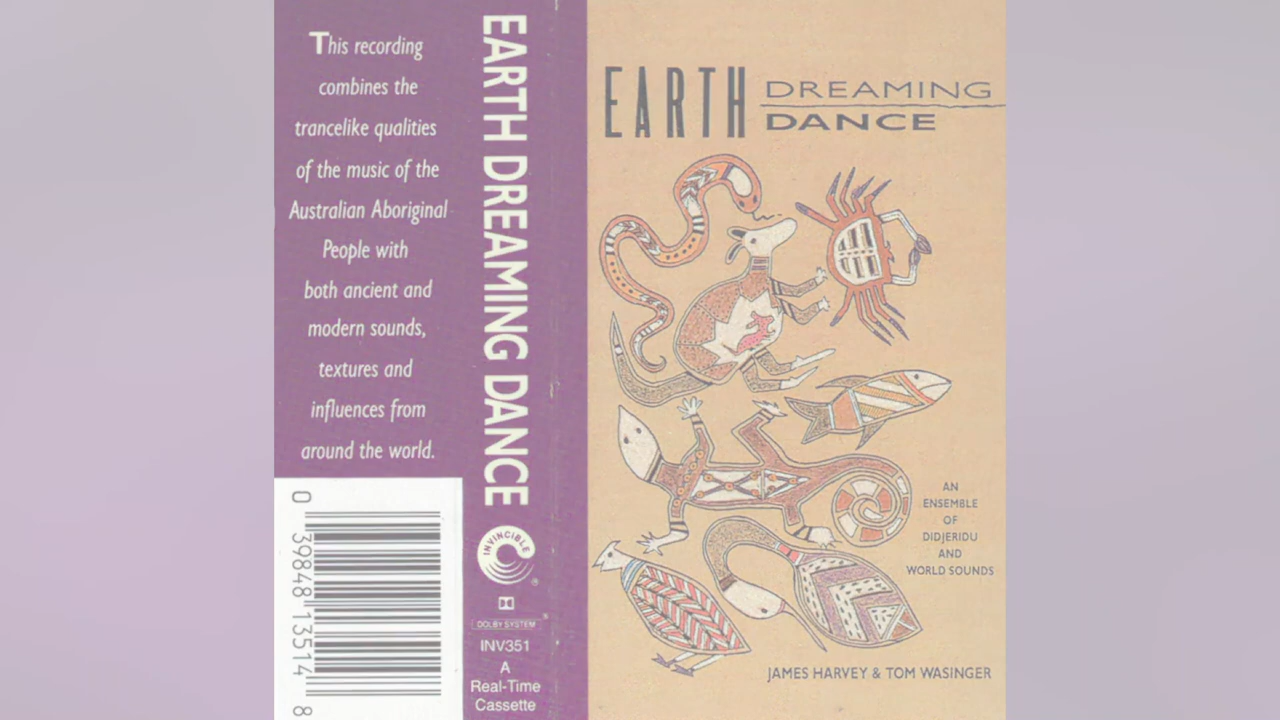 This recording
combines the
trancelike qualities
of the music of the
Australian Aboriginal
People with
both ancient and
modern sounds,
textures and
influences from
around the world.
0 39848 13514 8
EARTH DREAMING DANCE
INVINCIBLE
®
DOLBY SYSTEM ®
INV351
A
Real-Time
Cassette
EARTH DREAMING
DANCE
AN
ENSEMBLE
OF
DIDJERIDU
AND
WORLD SOUNDS
JAMES HARVEY & TOM WASINGER